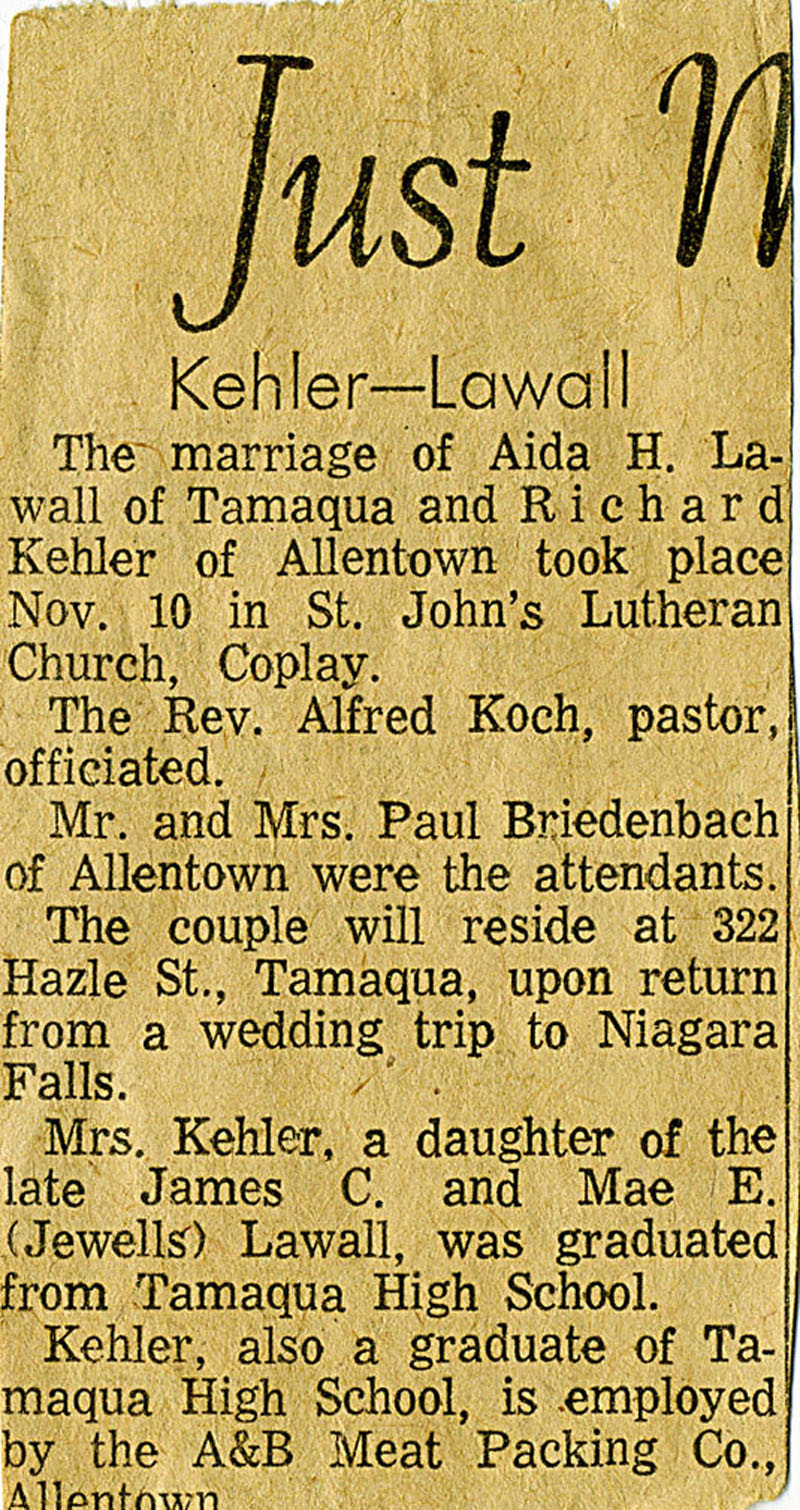 Just
Kehler—Lawall
The marriage of Aida H. La-
wall of Tamaqua and Richard
Kehler of Allentown took place
Nov. 10 in St. John's Lutheran
Church, Coplay.
The Rev. Alfred Koch, pastor,
officiated.
Mr. and Mrs. Paul Briedenbach
of Allentown were the attendants.
The couple will reside at 322
Hazle St., Tamaqua, upon return
from a wedding trip to Niagara
Falls.
Mrs. Kehler, a daughter of the
late James C. and Mae E.
(Jewells) Lawall, was graduated
from Tamaqua High School.
Kehler, also a graduate of Ta-
maqua High School, is employed
by the A&B Meat Packing Co.,
Allentown